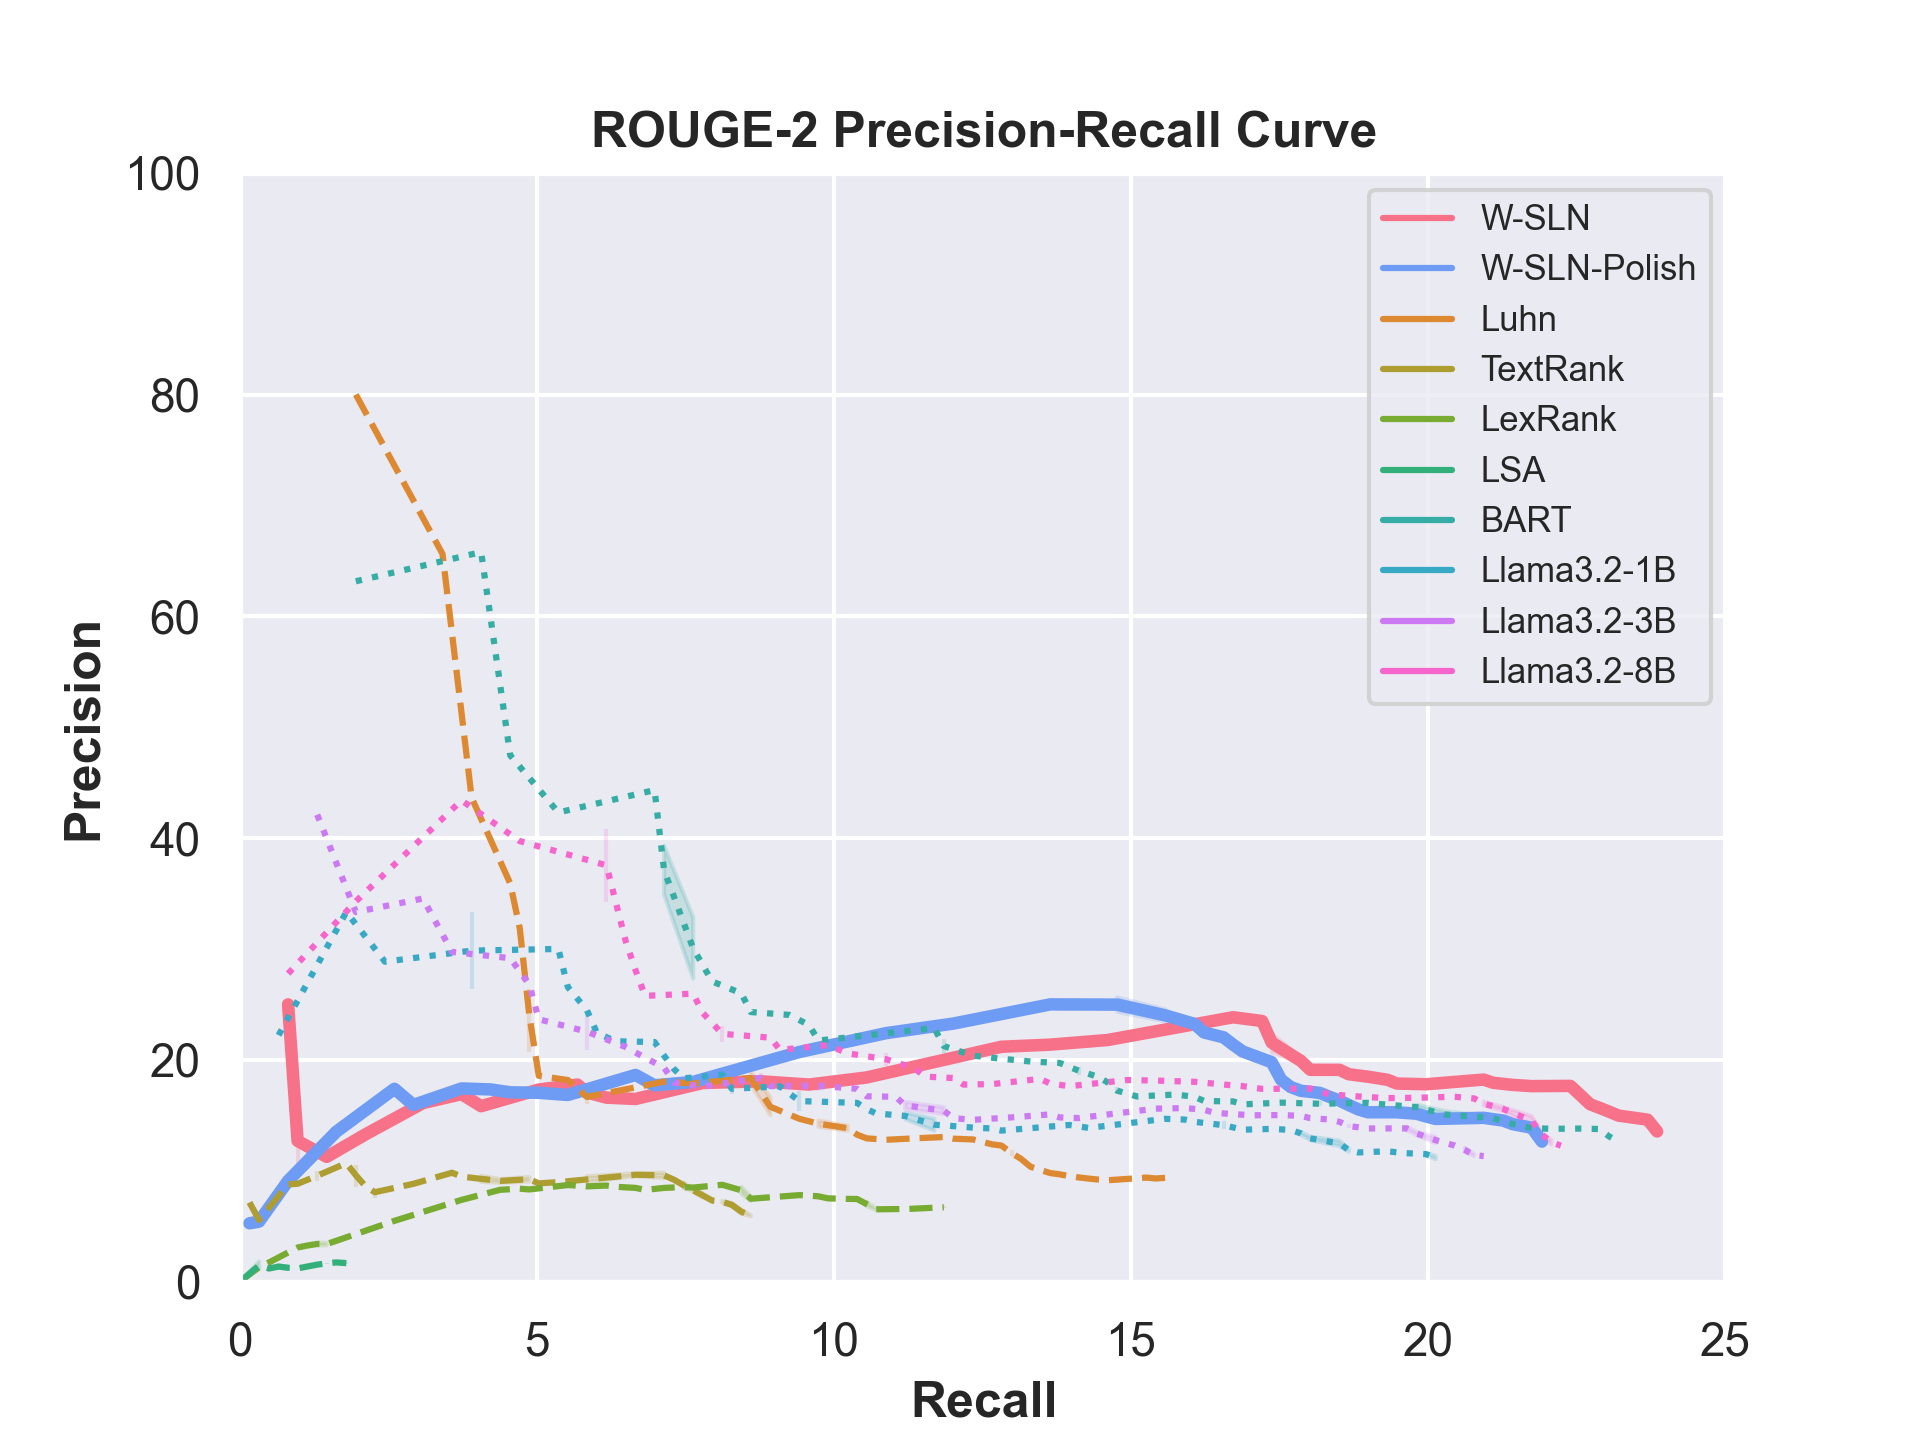 ROUGE-2 Precision-Recall Curve
100
80
60
40
20
0
Precision
W-SLN
W-SLN-Polish
Luhn
TextRank
LexRank
LSA
BART
Llama3.2-1B
Llama3.2-3B
Llama3.2-8B
0 5 10 15 20 25
Recall